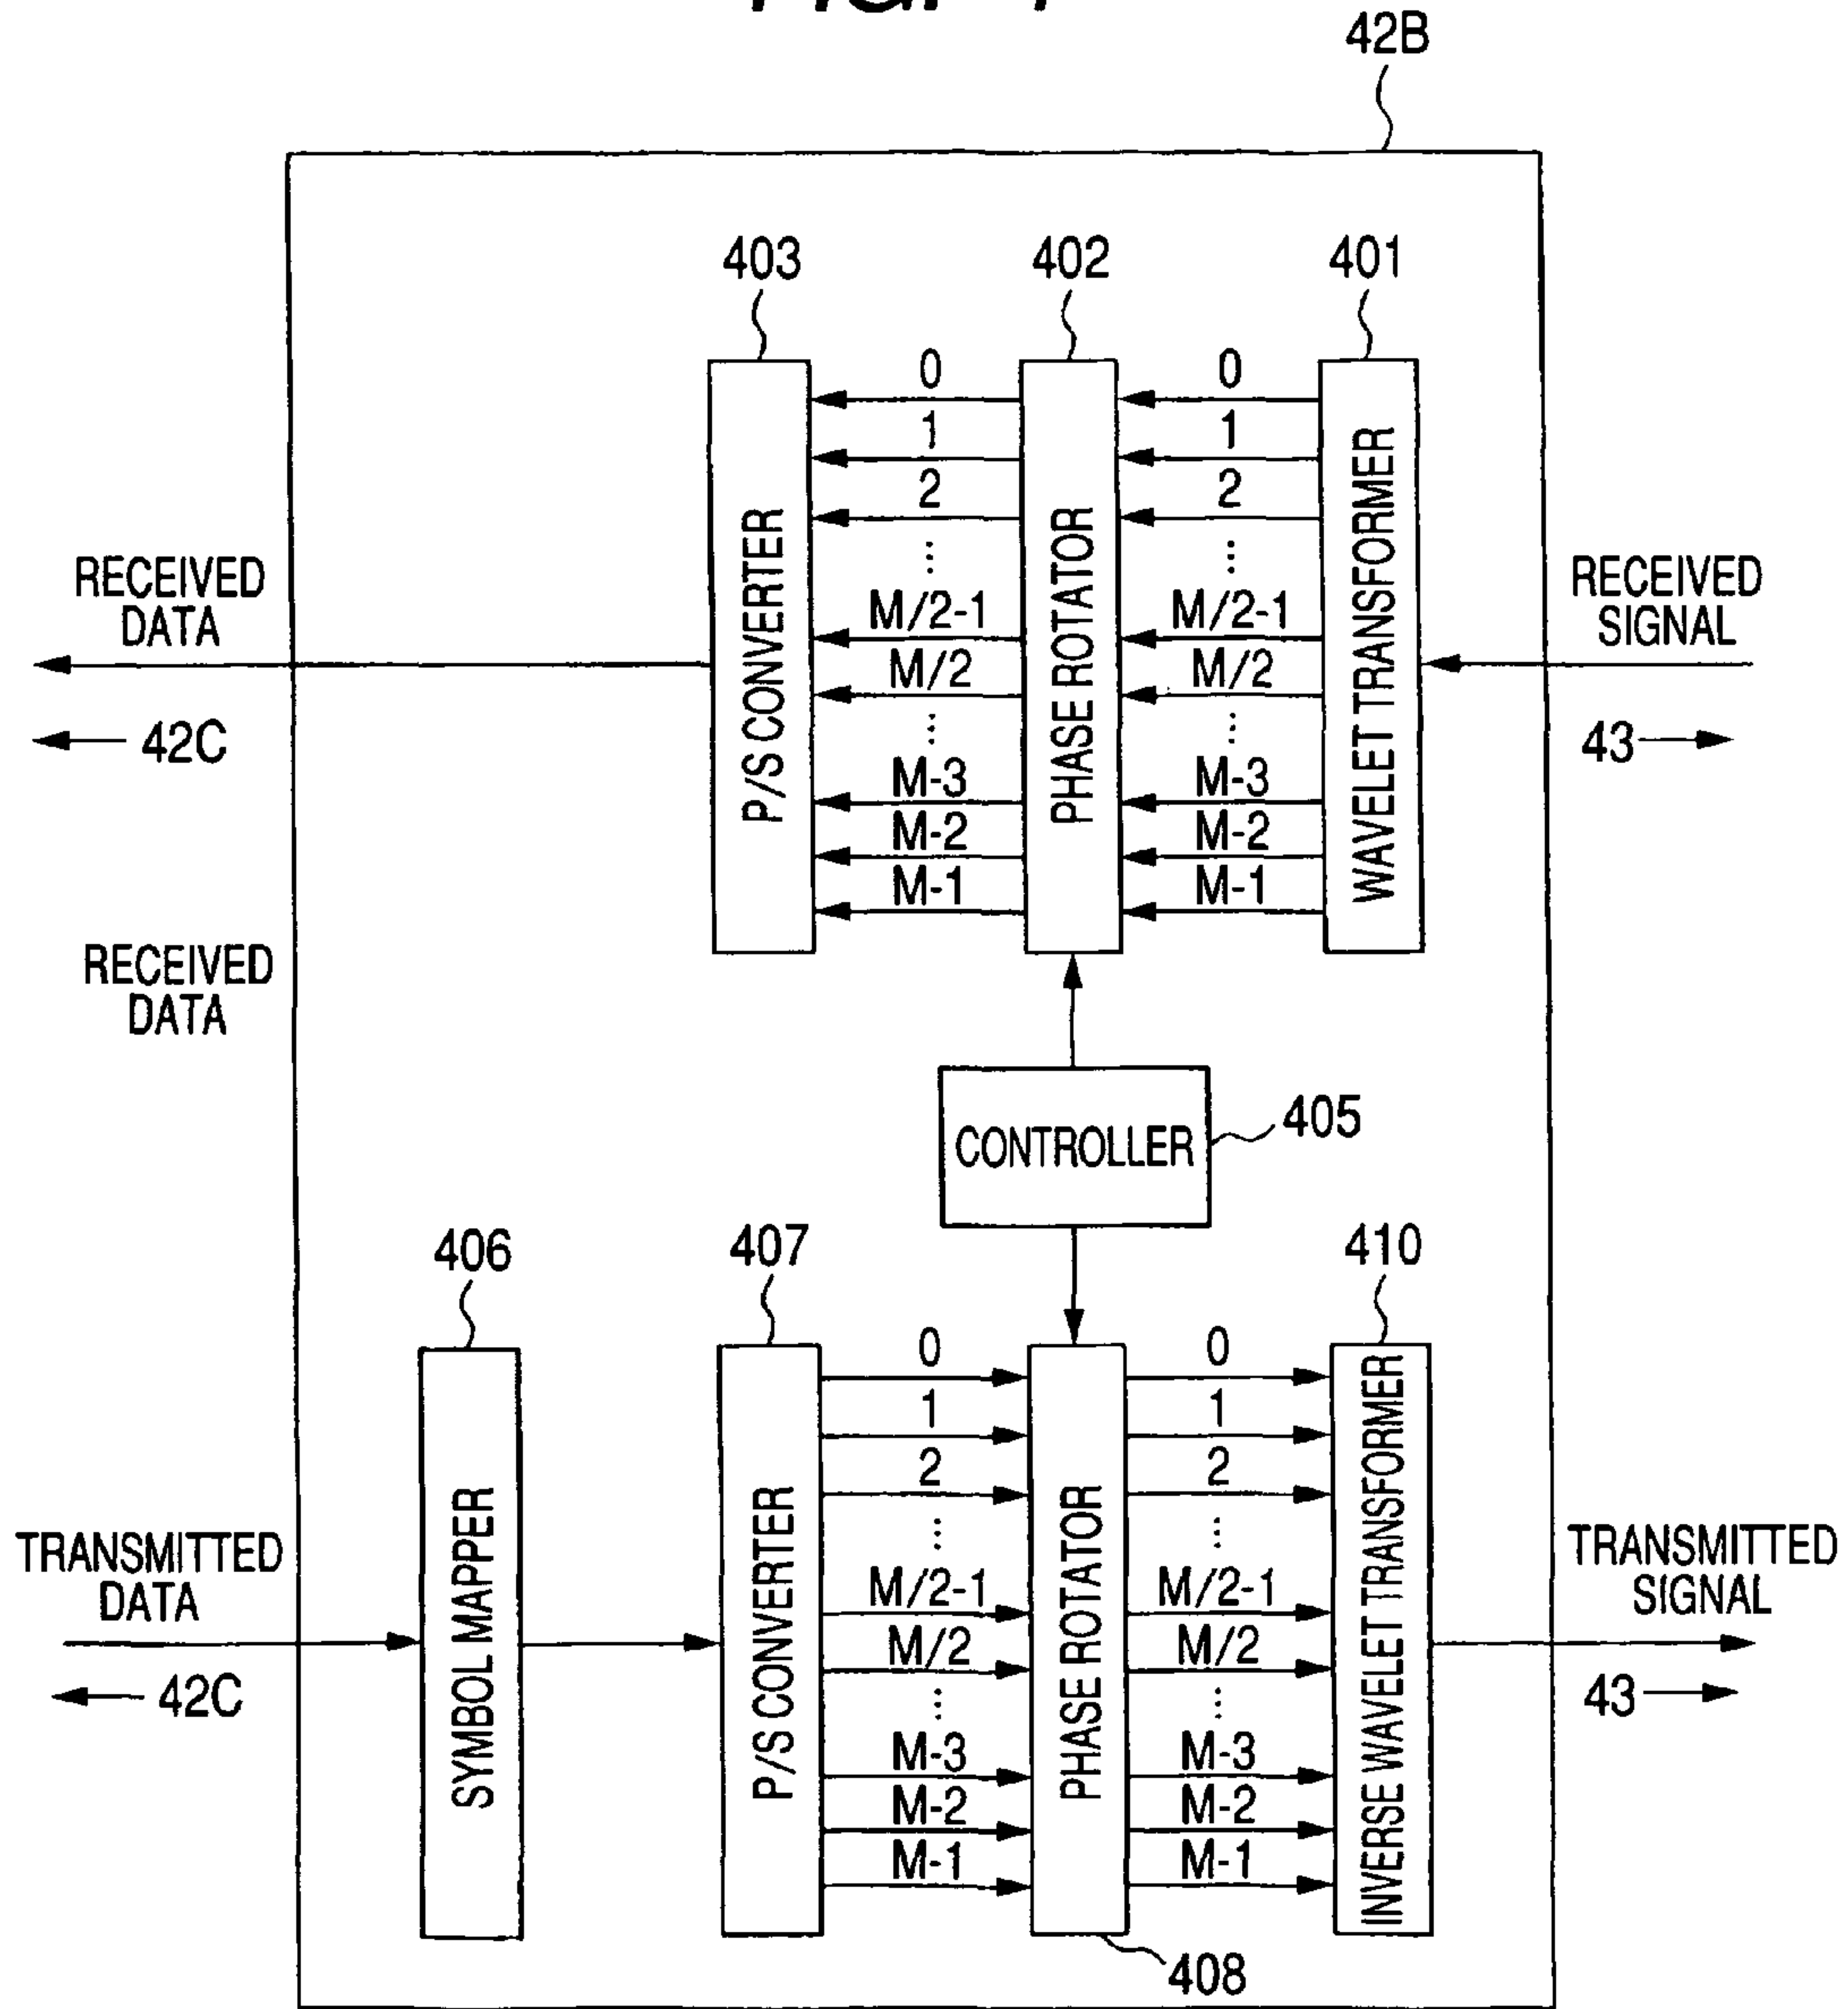 42B
403
402
401
0
0
1
1
2
2
...
...
M/2-1
M/2-1
M/2
M/2
...
...
M-3
M-3
M-2
M-2
M-1
M-1
P/S CONVERTER
PHASE ROTATOR
WAVELET TRANSFORMER
RECEIVED
DATA
RECEIVED
SIGNAL
42C
43
RECEIVED
DATA
CONTROLLER
405
406
407
410
0
0
1
1
2
2
...
...
M/2-1
M/2-1
M/2
M/2
...
...
M-3
M-3
M-2
M-2
M-1
M-1
SYMBOL MAPPER
P/S CONVERTER
PHASE ROTATOR
INVERSE WAVELET TRANSFORMER
TRANSMITTED
DATA
TRANSMITTED
SIGNAL
42C
43
408